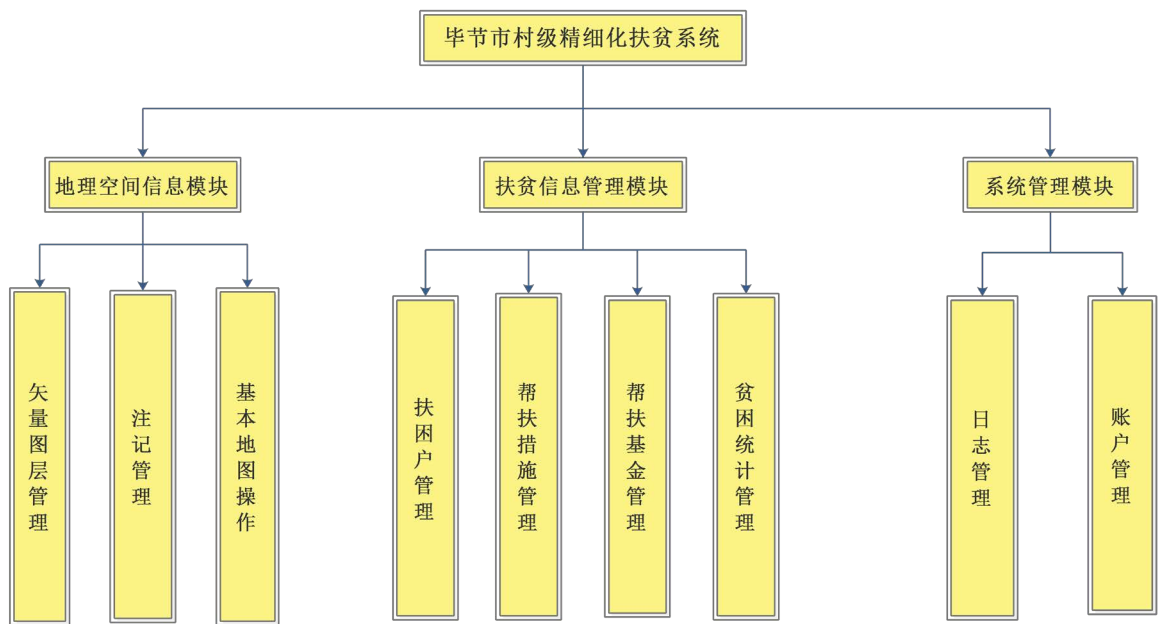 毕节市村级精细化扶贫系统
地理空间信息模块
扶贫信息管理模块
系统管理模块
矢量图层管理
注记管理
基本地图操作
扶困户管理
帮扶措施管理
帮扶基金管理
贫困统计管理
日志管理
账户管理